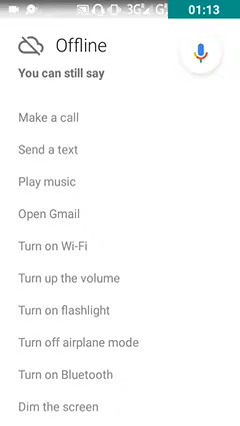 3G G 01:13
Offline
You can still say
Make a call
Send a text
Play music
Open Gmail
Turn on Wi-Fi
Turn up the volume
Turn on flashlight
Turn off airplane mode
Turn on Bluetooth
Dim the screen